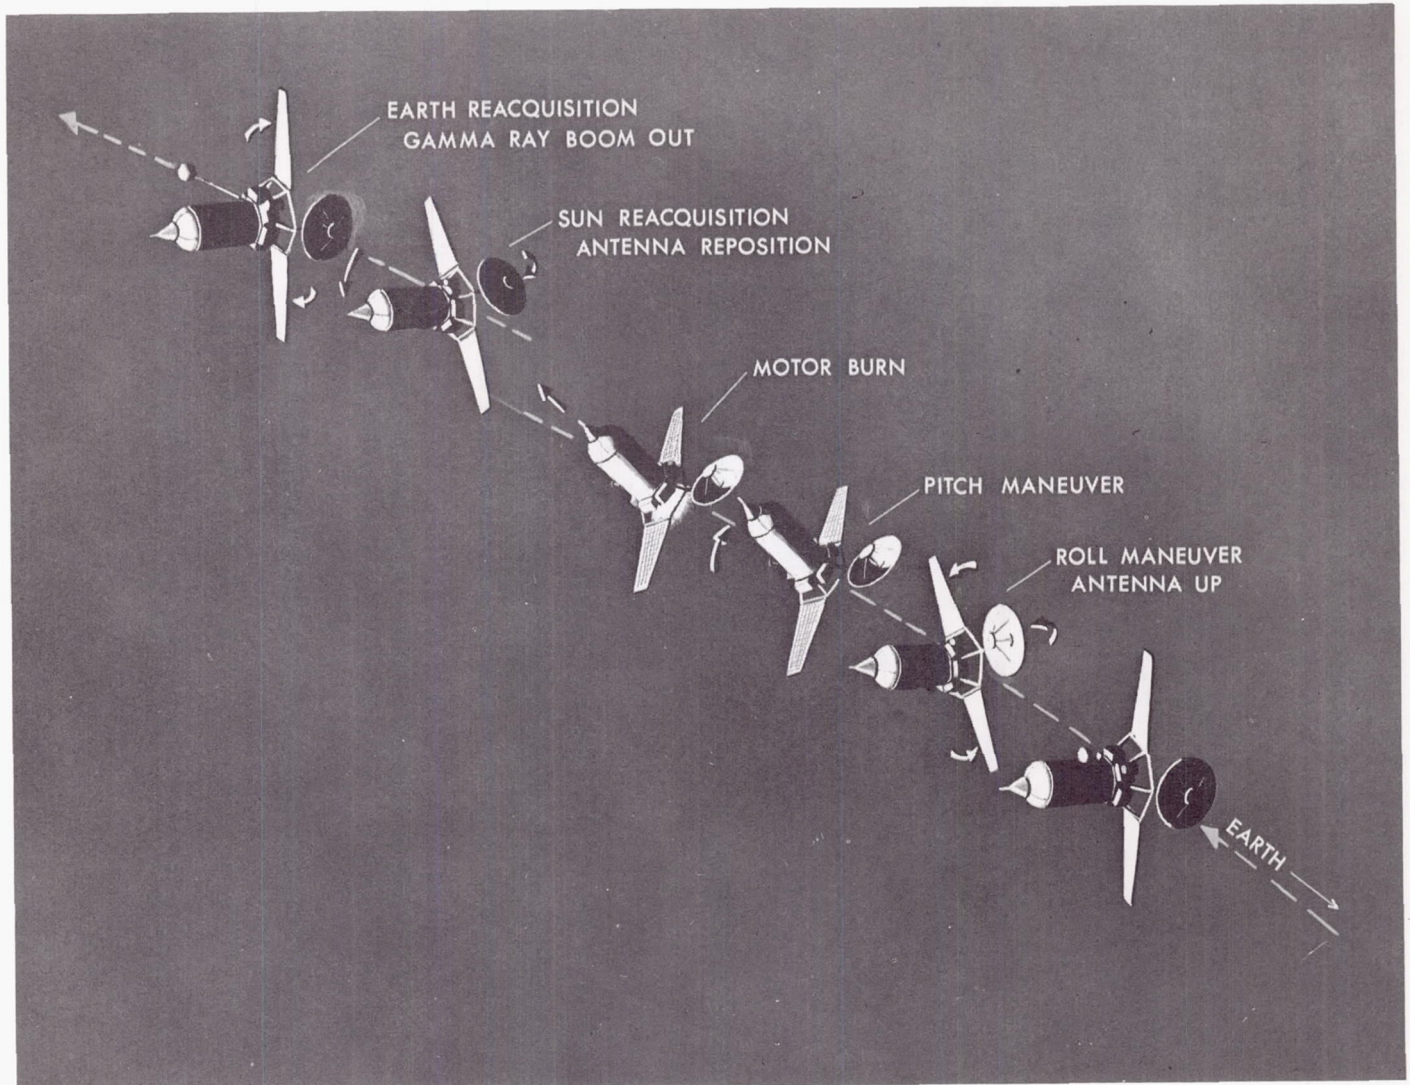 EARTH REACQUISITION
GAMMA RAY BOOM OUT
SUN REACQUISITION
ANTENNA REPOSITION
MOTOR BURN
PITCH MANEUVER
ROLL MANEUVER
ANTENNA UP
EARTH